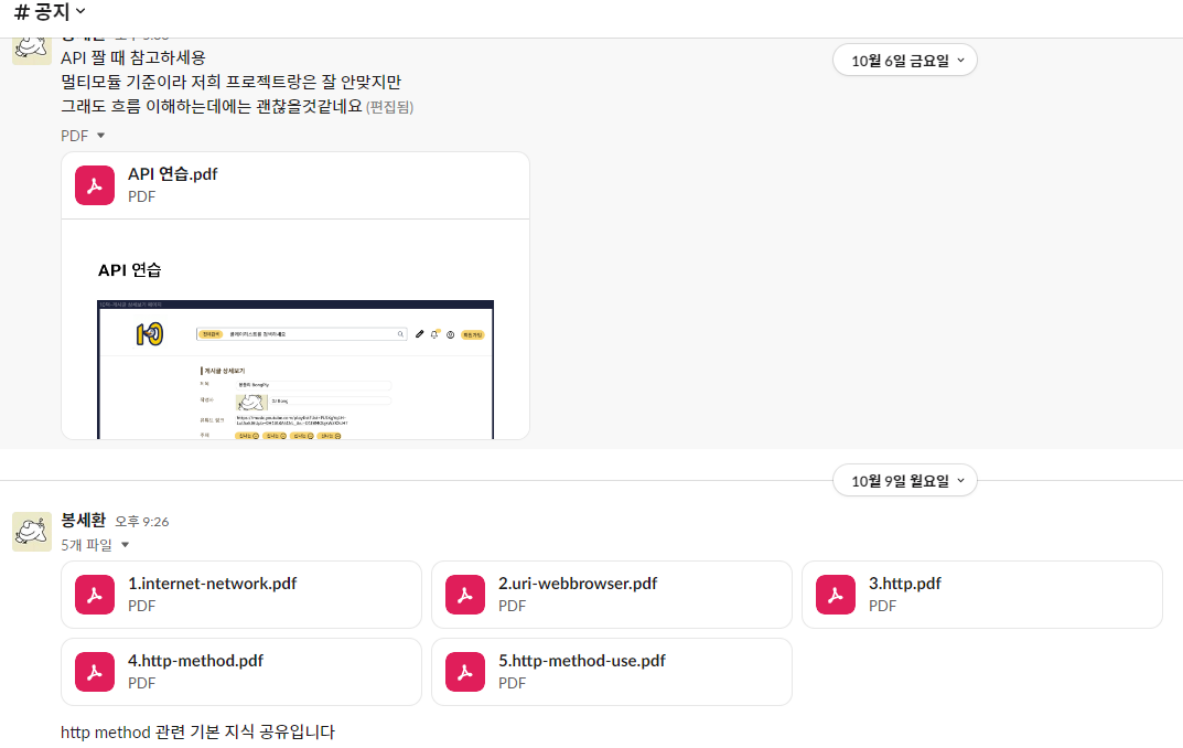 # 공지
API 짤 때 참고하세용
10월 6일 금요일
멀티모듈 기준이라 저희 프로젝트랑은 잘 안맞지만
그래도 흐름 이해하는데에는 괜찮을것같네요 (편집됨)
PDF
API 연습.pdf
PDF
API 연습
게시글 상세보기
10월 9일 월요일
봉세환 오후 9:26
5개 파일
1.internet-network.pdf
PDF
2.uri-webbrowser.pdf
PDF
3.http.pdf
PDF
4.http-method.pdf
PDF
5.http-method-use.pdf
PDF
http method 관련 기본 지식 공유입니다